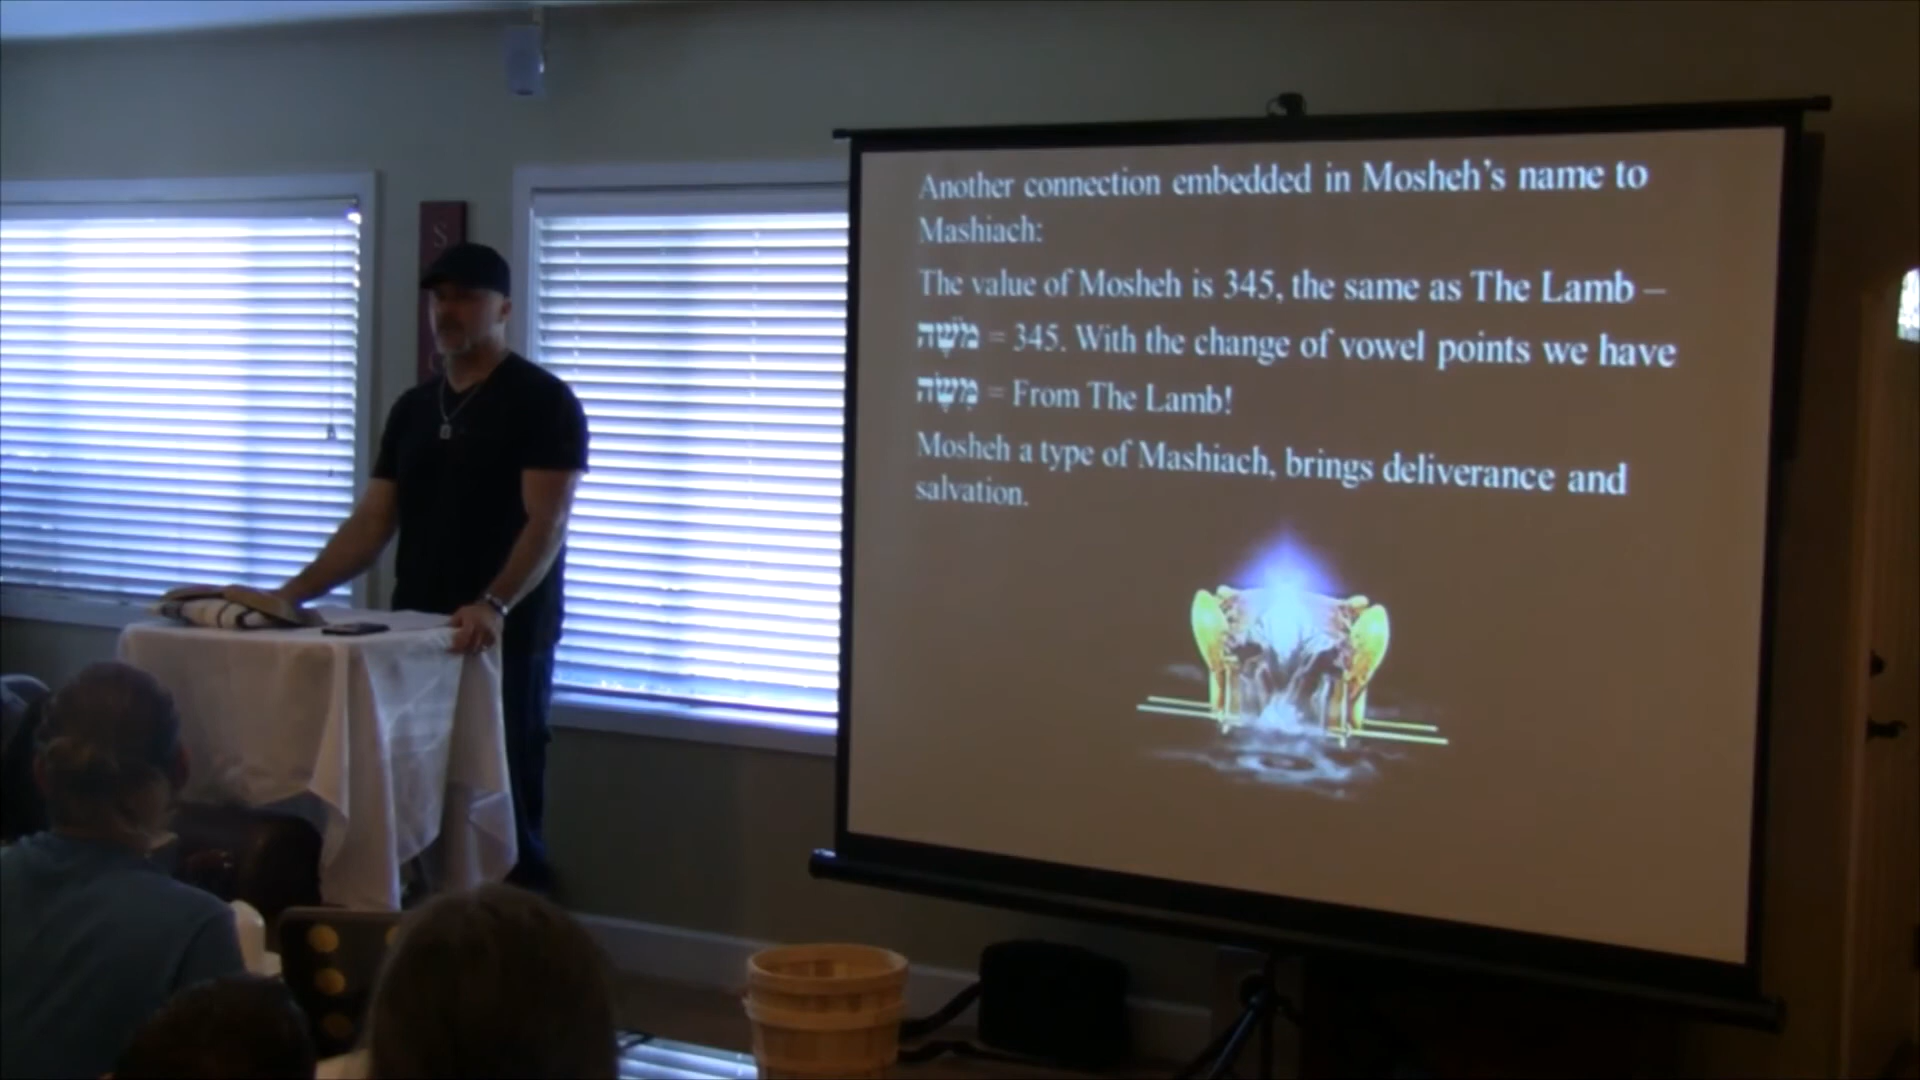 S
Another connection embedded in Mosheh's name to
Mashiach:
The value of Mosheh is 345, the same as The Lamb –
מֹשֶׁה = 345. With the change of vowel points we have
מִשֶּׂה = From The Lamb!
Mosheh a type of Mashiach, brings deliverance and
salvation.